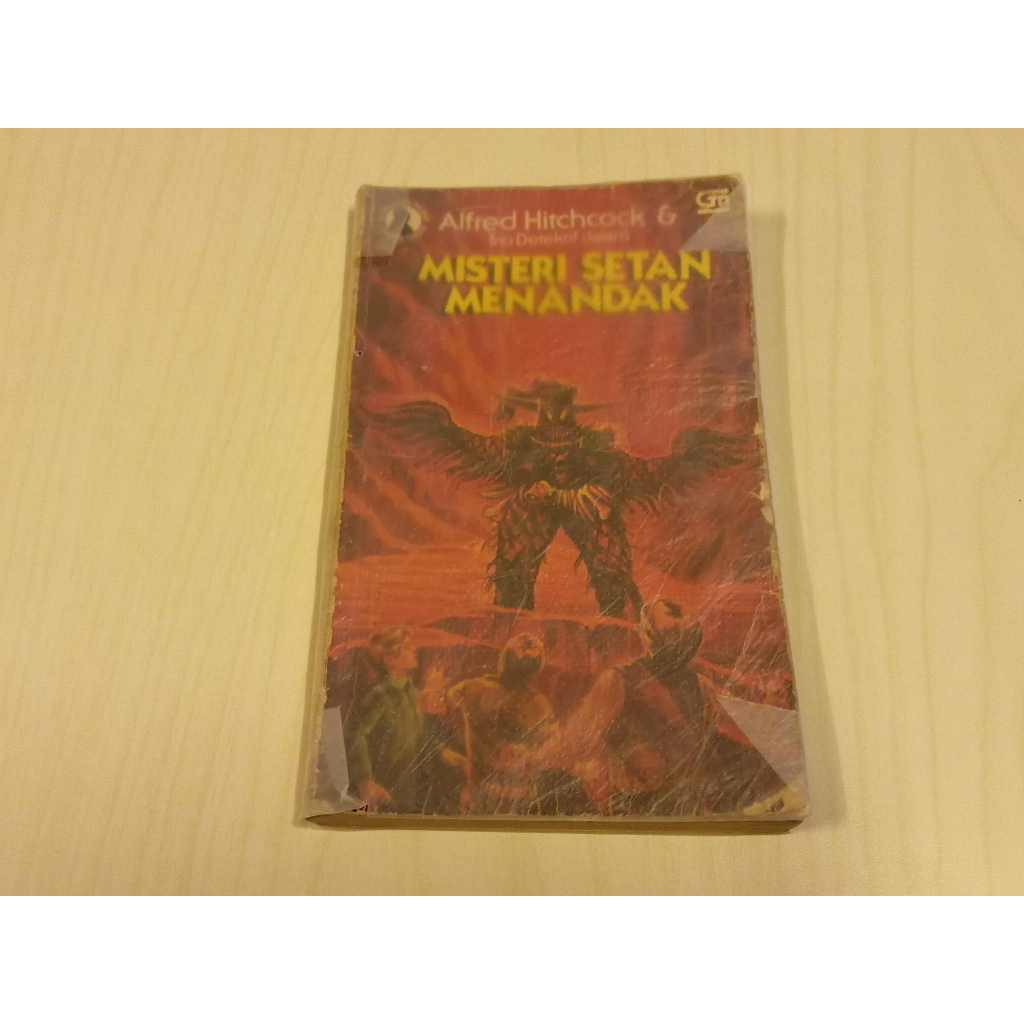 Alfred Hitchcock &
Trio Detektif dalam
MISTERI SETAN
MENANDAK